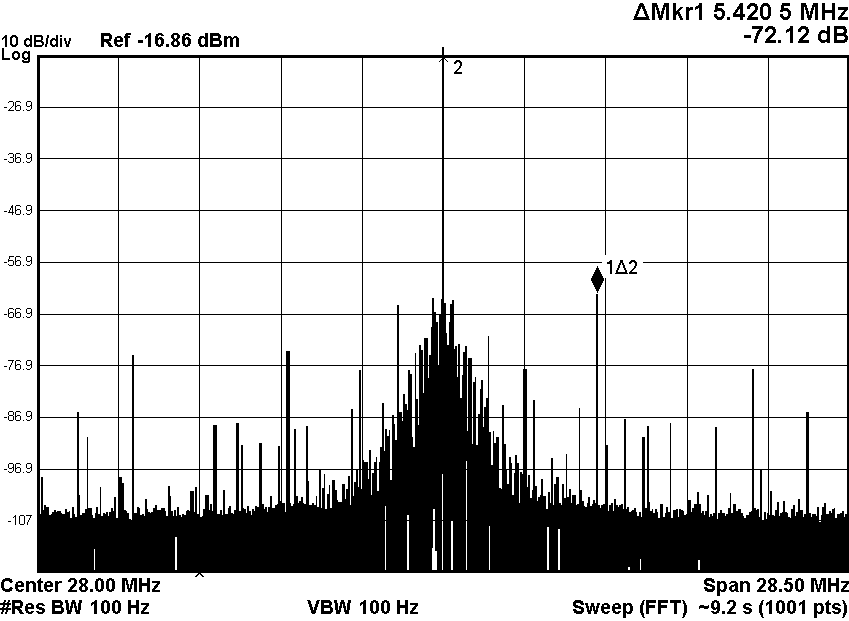 ΔMkr1 5.420 5 MHz
10 dB/div Ref -16.86 dBm -72.12 dB
Log
2
-26.9
-36.9
-46.9
-56.9
1Δ2
-66.9
-76.9
-86.9
-96.9
-107
Center 28.00 MHz Span 28.50 MHz
#Res BW 100 Hz VBW 100 Hz Sweep (FFT) ~9.2 s (1001 pts)